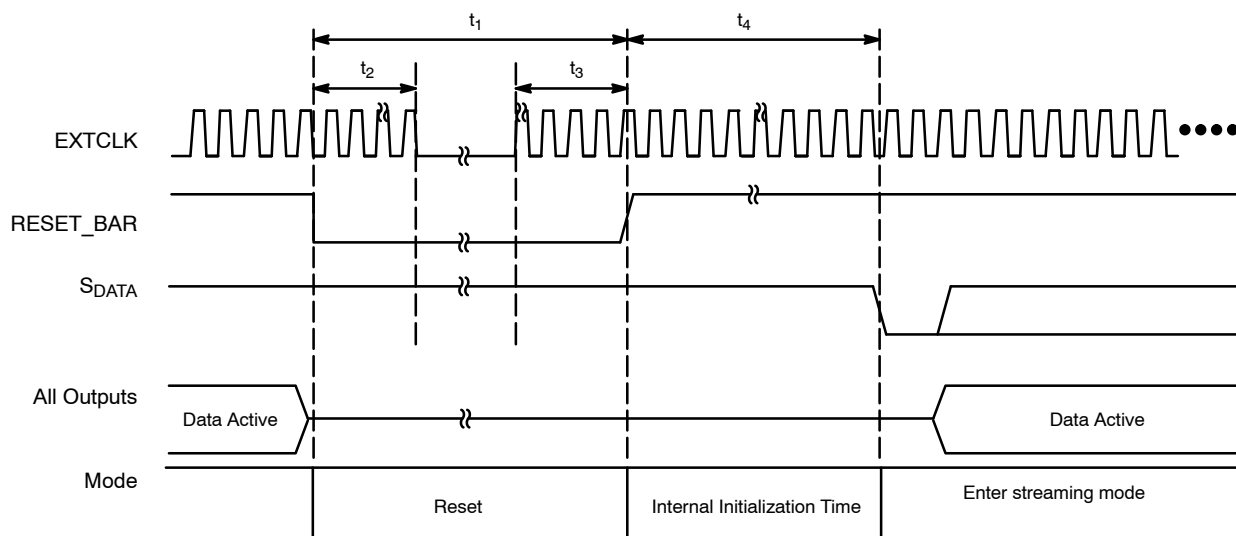 t1
t4
t2
t3
EXTCLK
RESET_BAR
SDATA
All Outputs
Data Active
Data Active
Mode
Reset
Internal Initialization Time
Enter streaming mode